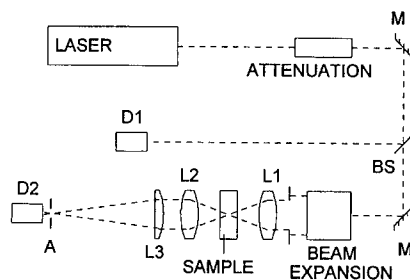 M
LASER
ATTENUATION
D1
BS
D2
L2
L1
A
L3
SAMPLE
BEAM
EXPANSION
M